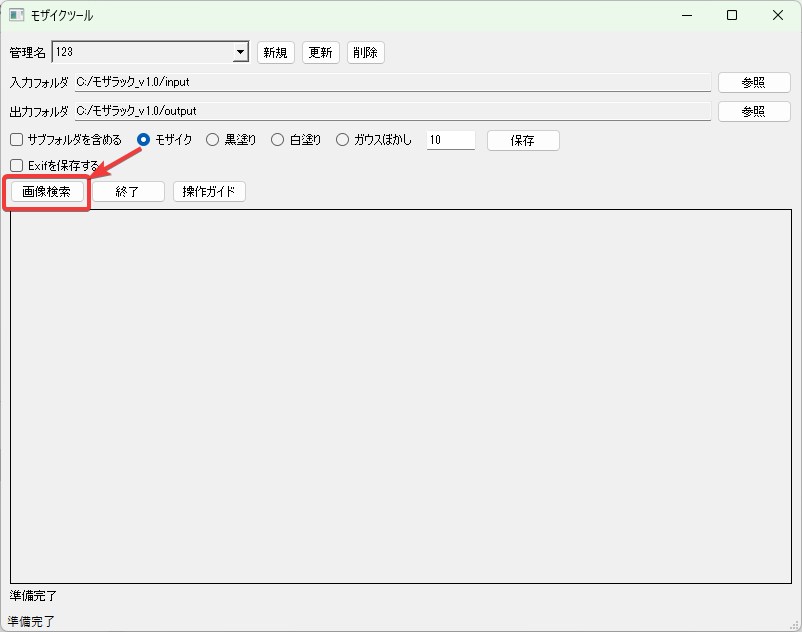 モザイクツール
管理名 123 新規 更新 削除
入力フォルダ C:/モザラック_v1.0/input 参照
出力フォルダ C:/モザラック_v1.0/output 参照
サブフォルダを含める モザイク 黒塗り 白塗り ガウスぼかし 10 保存
Exifを保存する
画像検索 終了 操作ガイド
準備完了
準備完了